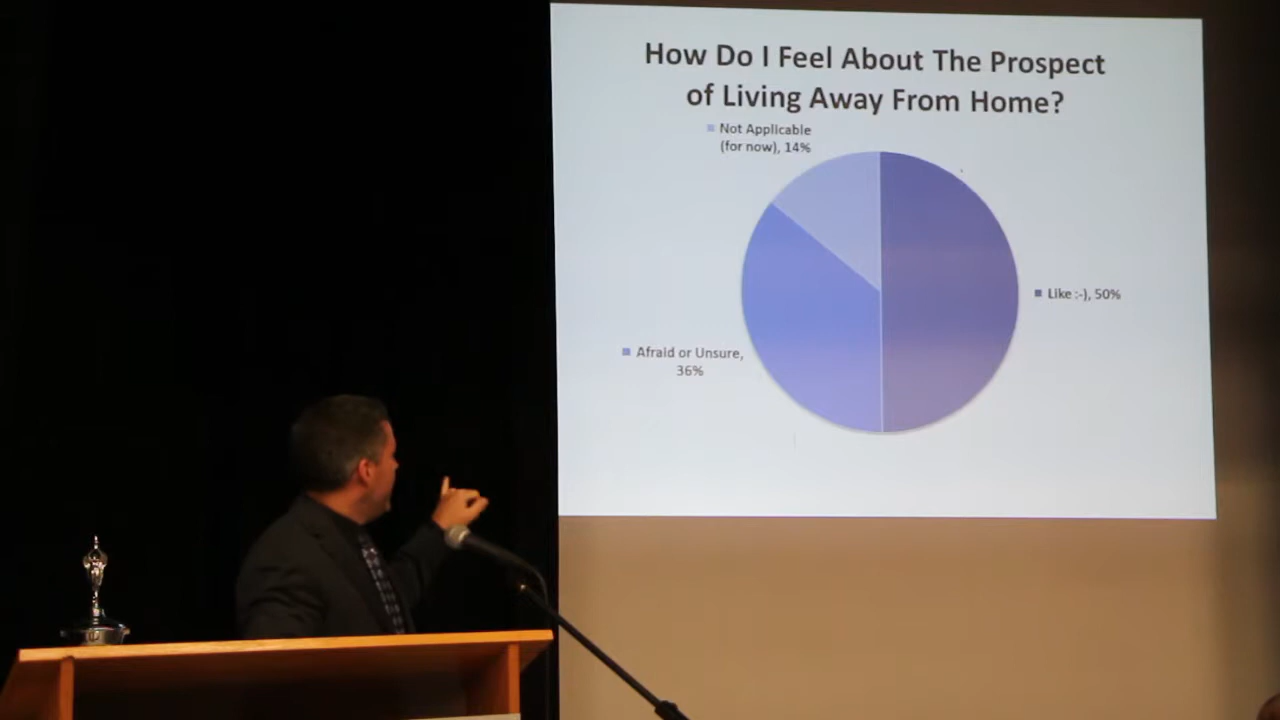 How Do I Feel About The Prospect
of Living Away From Home?
Not Applicable
(for now), 14%
Like :-), 50%
Afraid or Unsure,
36%